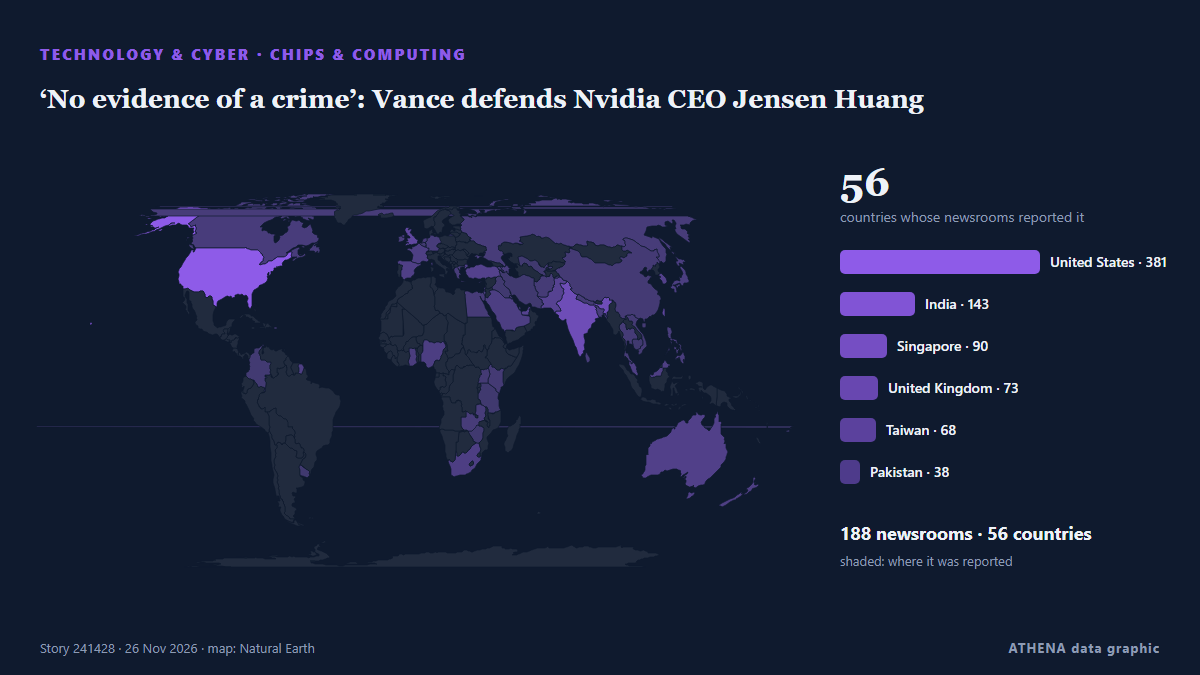 TECHNOLOGY & CYBER · CHIPS & COMPUTING
‘No evidence of a crime’: Vance defends Nvidia CEO Jensen Huang
56
countries whose newsrooms reported it
United States · 381
India · 143
Singapore · 90
United Kingdom · 73
Taiwan · 68
Pakistan · 38
188 newsrooms · 56 countries
shaded: where it was reported
Story 241428 · 26 Nov 2026 · map: Natural Earth
ATHENA data graphic